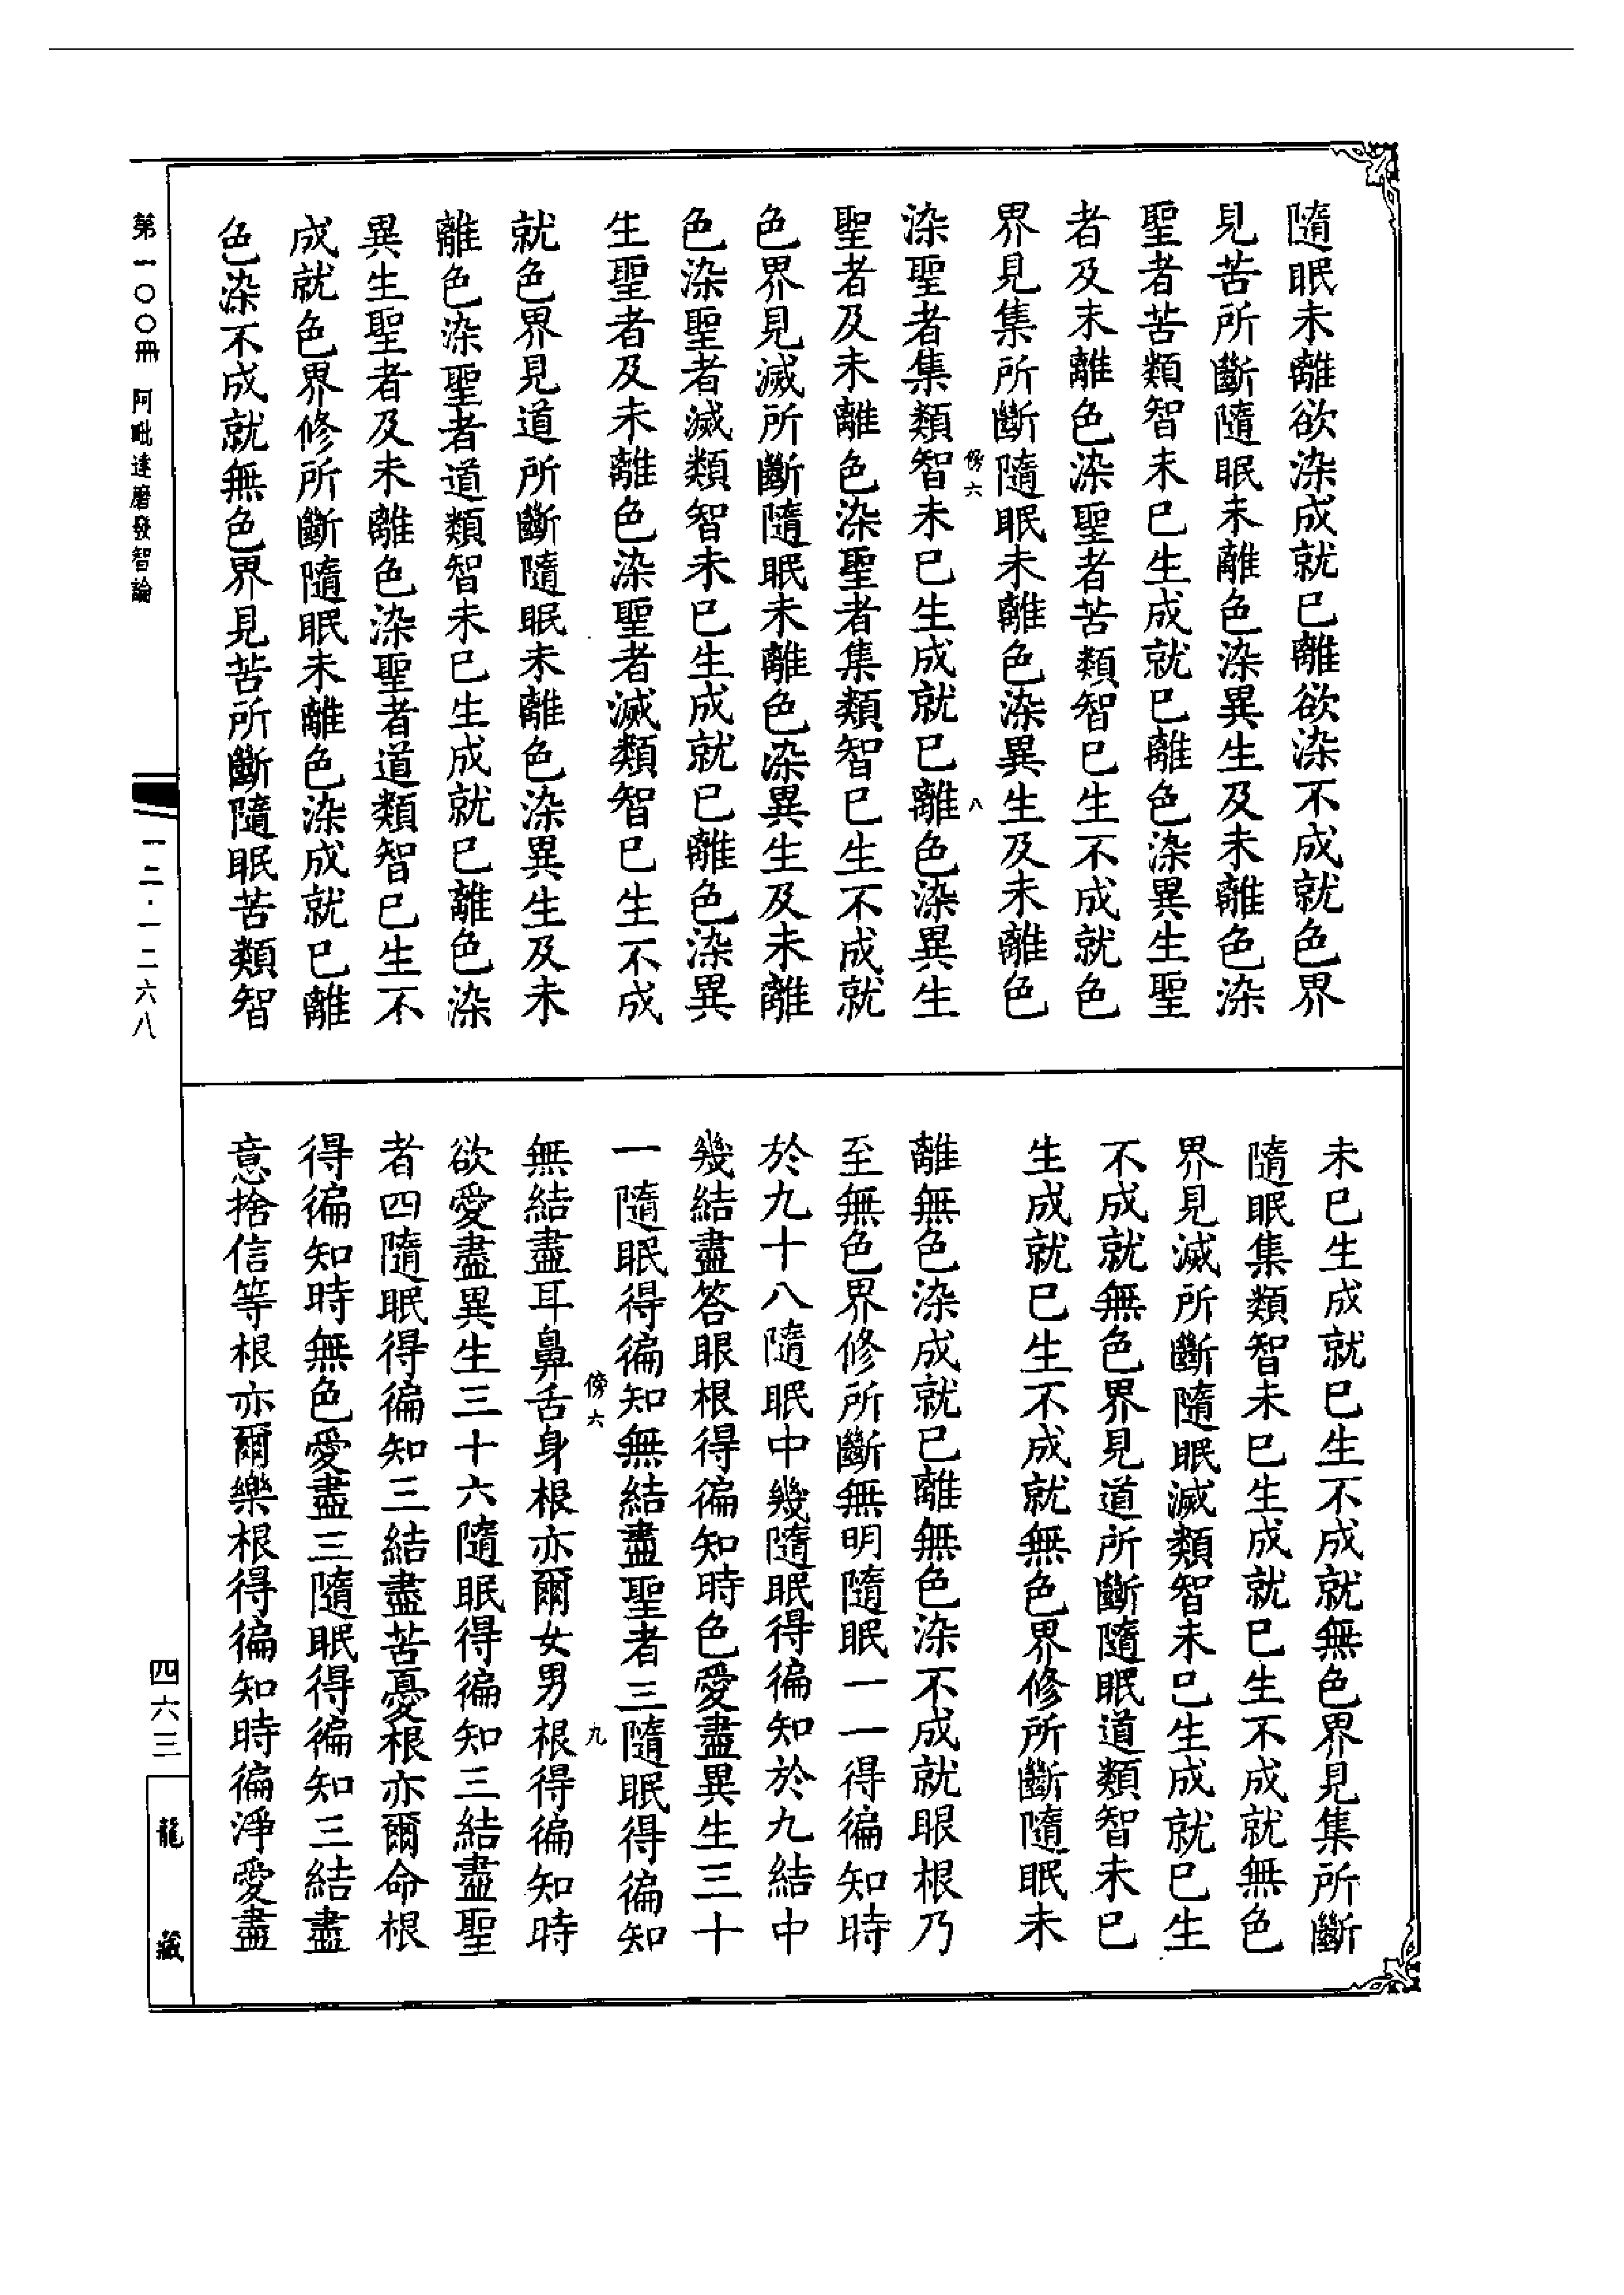 隨眠未離欲染成就已離欲染不成就色界
見苦所斷隨眠未離色染異生及未離色染
聖者苦類智未已生成就已離色染異生聖
者及未離色染聖者苦類智已生不成就色
界見集所斷隨眠未離色染異生及未離色
傍六 八
染聖者集類智未已生成就已離色染異生
聖者及未離色染聖者集類智已生不成就
色界見滅所斷隨眠未離色染異生及未離
色染聖者滅類智未已生成就已離色染異
生聖者及未離色染聖者滅類智已生不成
就色界見道所斷隨眠未離色染異生及未
離色染聖者道類智未已生成就已離色染
異生聖者及未離色染聖者道類智已生不
成就色界修所斷隨眠未離色染成就已離
色染不成就無色界見苦所斷隨眠苦類智
未已生成就已生不成就無色界見集所斷
隨眠集類智未已生成就已生不成就無色
界見滅所斷隨眠滅類智未已生成就已生
不成就無色界見道所斷隨眠道類智未已
生成就已生不成就無色界修所斷隨眠未
離無色染成就已離無色染不成就眼根乃
至無色界修所斷無明隨眠一一得徧知時
於九十八隨眠中幾隨眠得徧知於九結中
幾結盡答眼根得徧知時色愛盡異生三十
一隨眠得徧知無結盡聖者三隨眠得徧知
傍六 九
無結盡耳鼻舌身根亦爾女男根得徧知時
欲愛盡異生三十六隨眠得徧知三結盡聖
者四隨眠得徧知三結盡苦憂根亦爾命根
得徧知時無色愛盡三隨眠得徧知三結盡
意捨信等根亦爾樂根得徧知時徧淨愛盡
第一〇〇冊 阿毗達磨發智論
一二·一二六八
四六三
龍藏